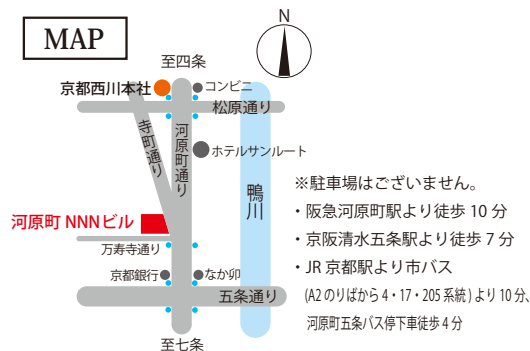 MAP
N
至四条
京都西川本社
コンビニ
松原通り
寺町通り
河原町通り
ホテルサンルート
鴨川
河原町 NNN ビル
万寿寺通り
京都銀行
なか卯
五条通り
至七条
※駐車場はございません。
・阪急河原町駅より徒歩 10 分
・京阪清水五条駅より徒歩 7 分
・JR 京都駅より市バス
(A2 のりばから 4・17・205 系統 ) より 10 分、
河原町五条バス停下車徒歩 4 分